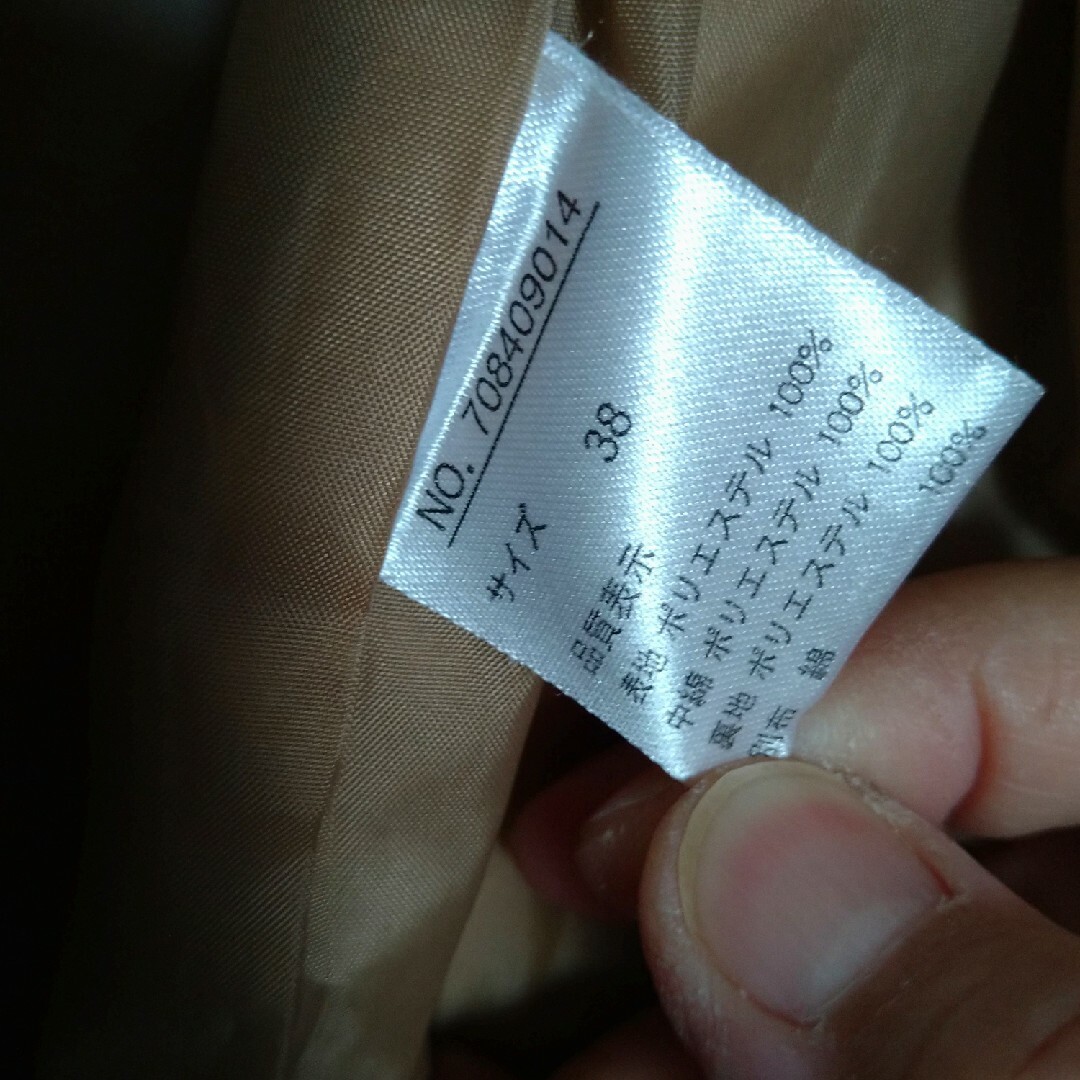 NO. 708409014
サイズ 38
品質表示
表地 ポリエステル 100%
中綿 ポリエステル 100%
裏地 ポリエステル 100%
別布 綿 100%